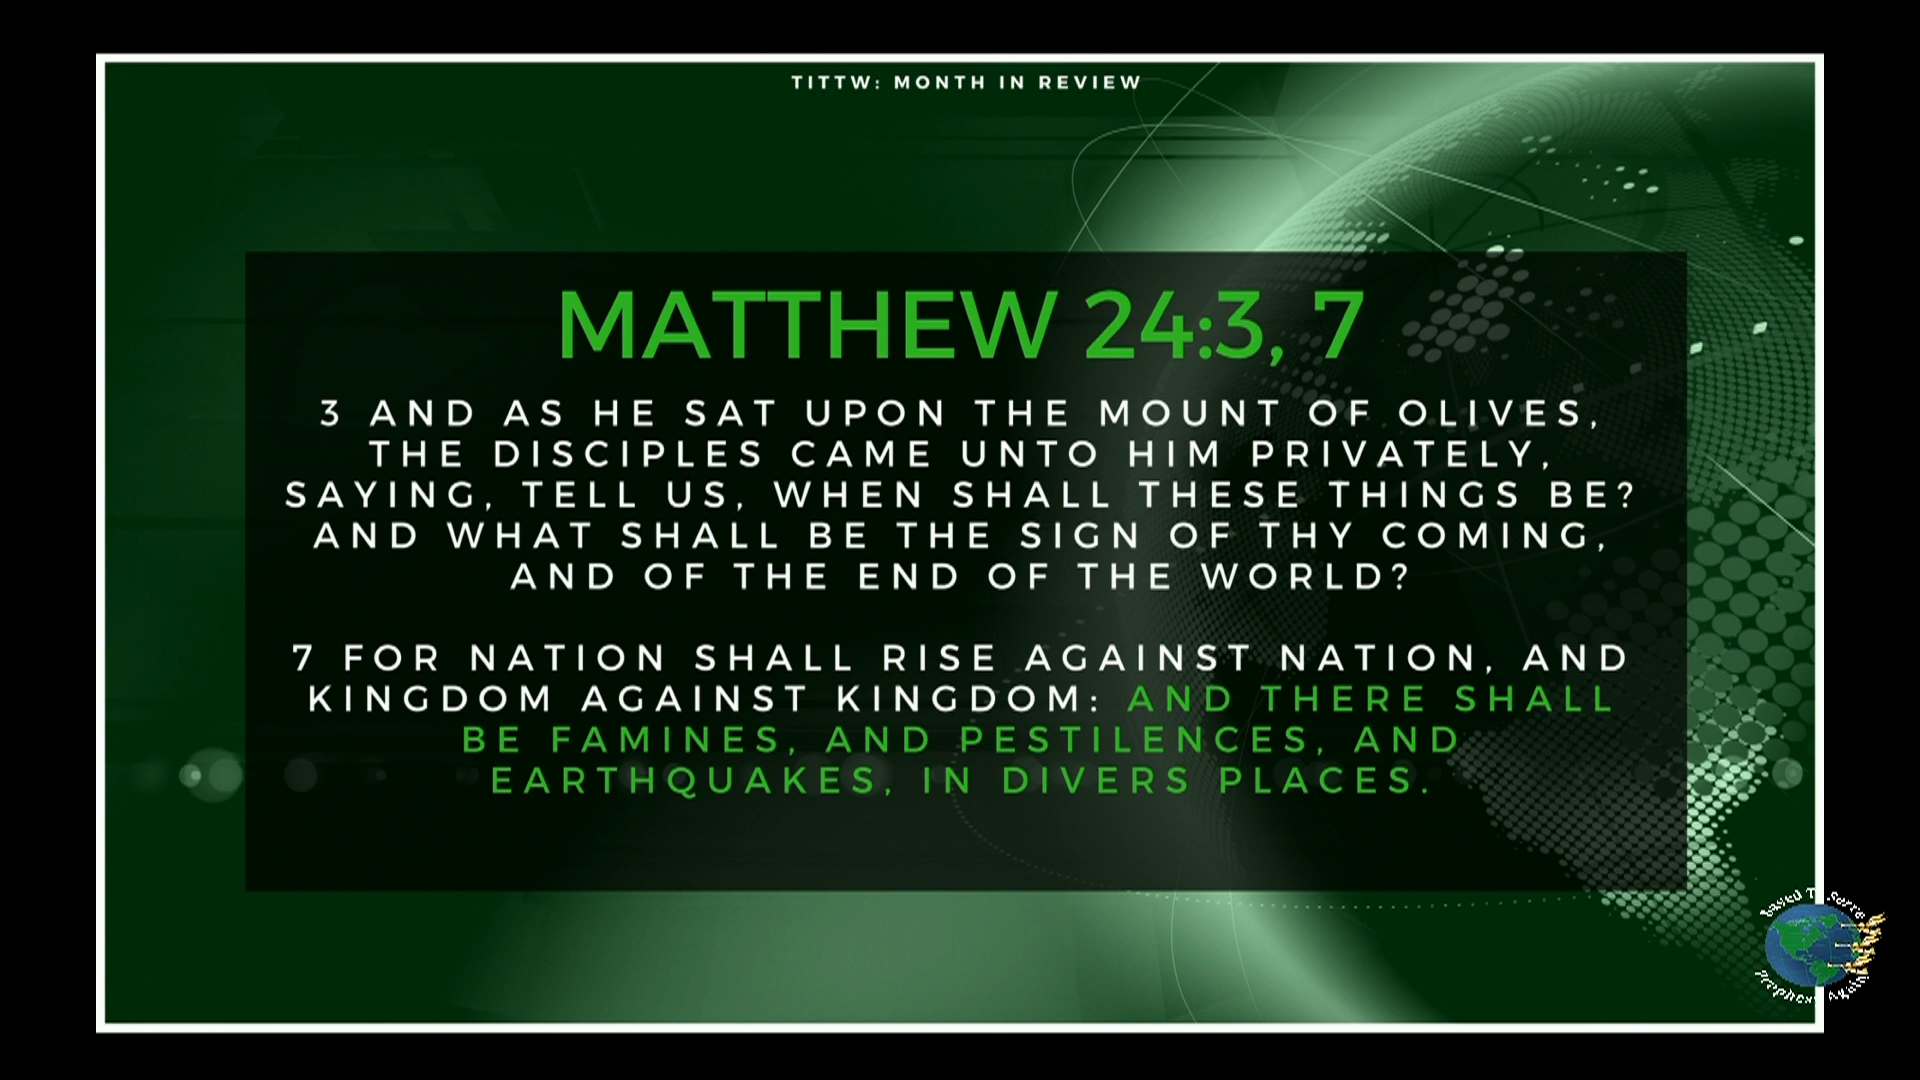 TITTW: MONTH IN REVIEW
MATTHEW 24:3, 7
3 AND AS HE SAT UPON THE MOUNT OF OLIVES,
THE DISCIPLES CAME UNTO HIM PRIVATELY,
SAYING, TELL US, WHEN SHALL THESE THINGS BE?
AND WHAT SHALL BE THE SIGN OF THY COMING,
AND OF THE END OF THE WORLD?
7 FOR NATION SHALL RISE AGAINST NATION, AND
KINGDOM AGAINST KINGDOM: AND THERE SHALL
BE FAMINES, AND PESTILENCES, AND
EARTHQUAKES, IN DIVERS PLACES.